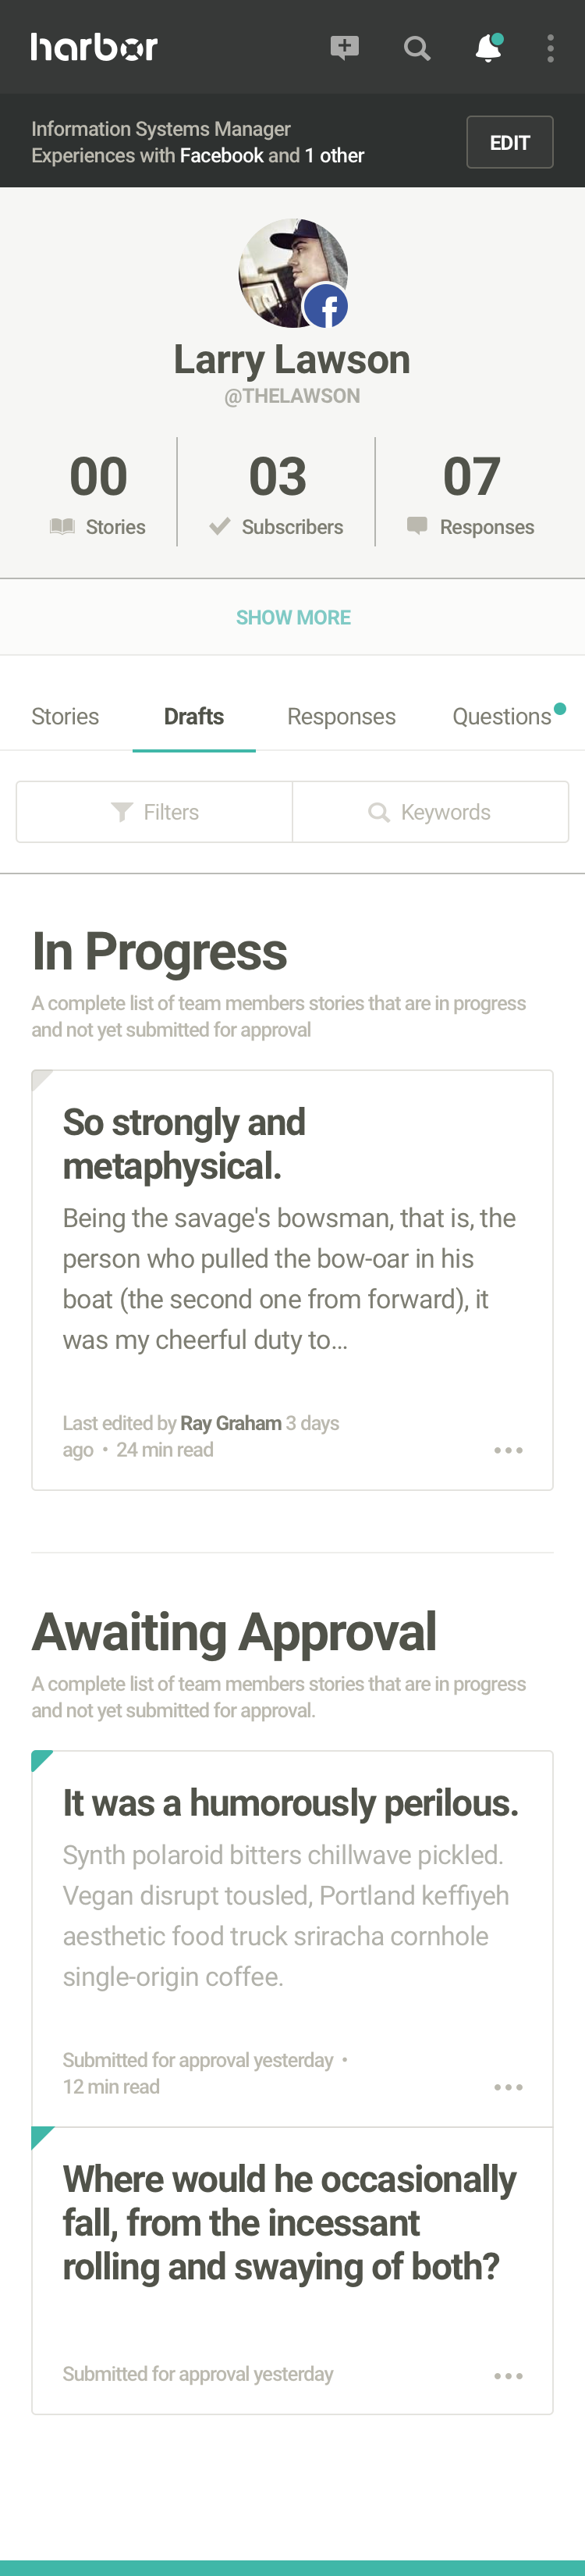 harbor
Information Systems Manager
Experiences with Facebook and 1 other
EDIT
Larry Lawson
@THELAWSON
00
Stories
03
Subscribers
07
Responses
SHOW MORE
Stories
Drafts
Responses
Questions
Filters
Keywords
In Progress
A complete list of team members stories that are in progress
and not yet submitted for approval
So strongly and
metaphysical.
Being the savage's bowsman, that is, the
person who pulled the bow-oar in his
boat (the second one from forward), it
was my cheerful duty to...
Last edited by Ray Graham 3 days
ago • 24 min read
Awaiting Approval
A complete list of team members stories that are in progress
and not yet submitted for approval.
It was a humorously perilous.
Synth polaroid bitters chillwave pickled.
Vegan disrupt tousled, Portland keffiyeh
aesthetic food truck sriracha cornhole
single-origin coffee.
Submitted for approval yesterday •
12 min read
Where would he occasionally
fall, from the incessant
rolling and swaying of both?
Submitted for approval yesterday